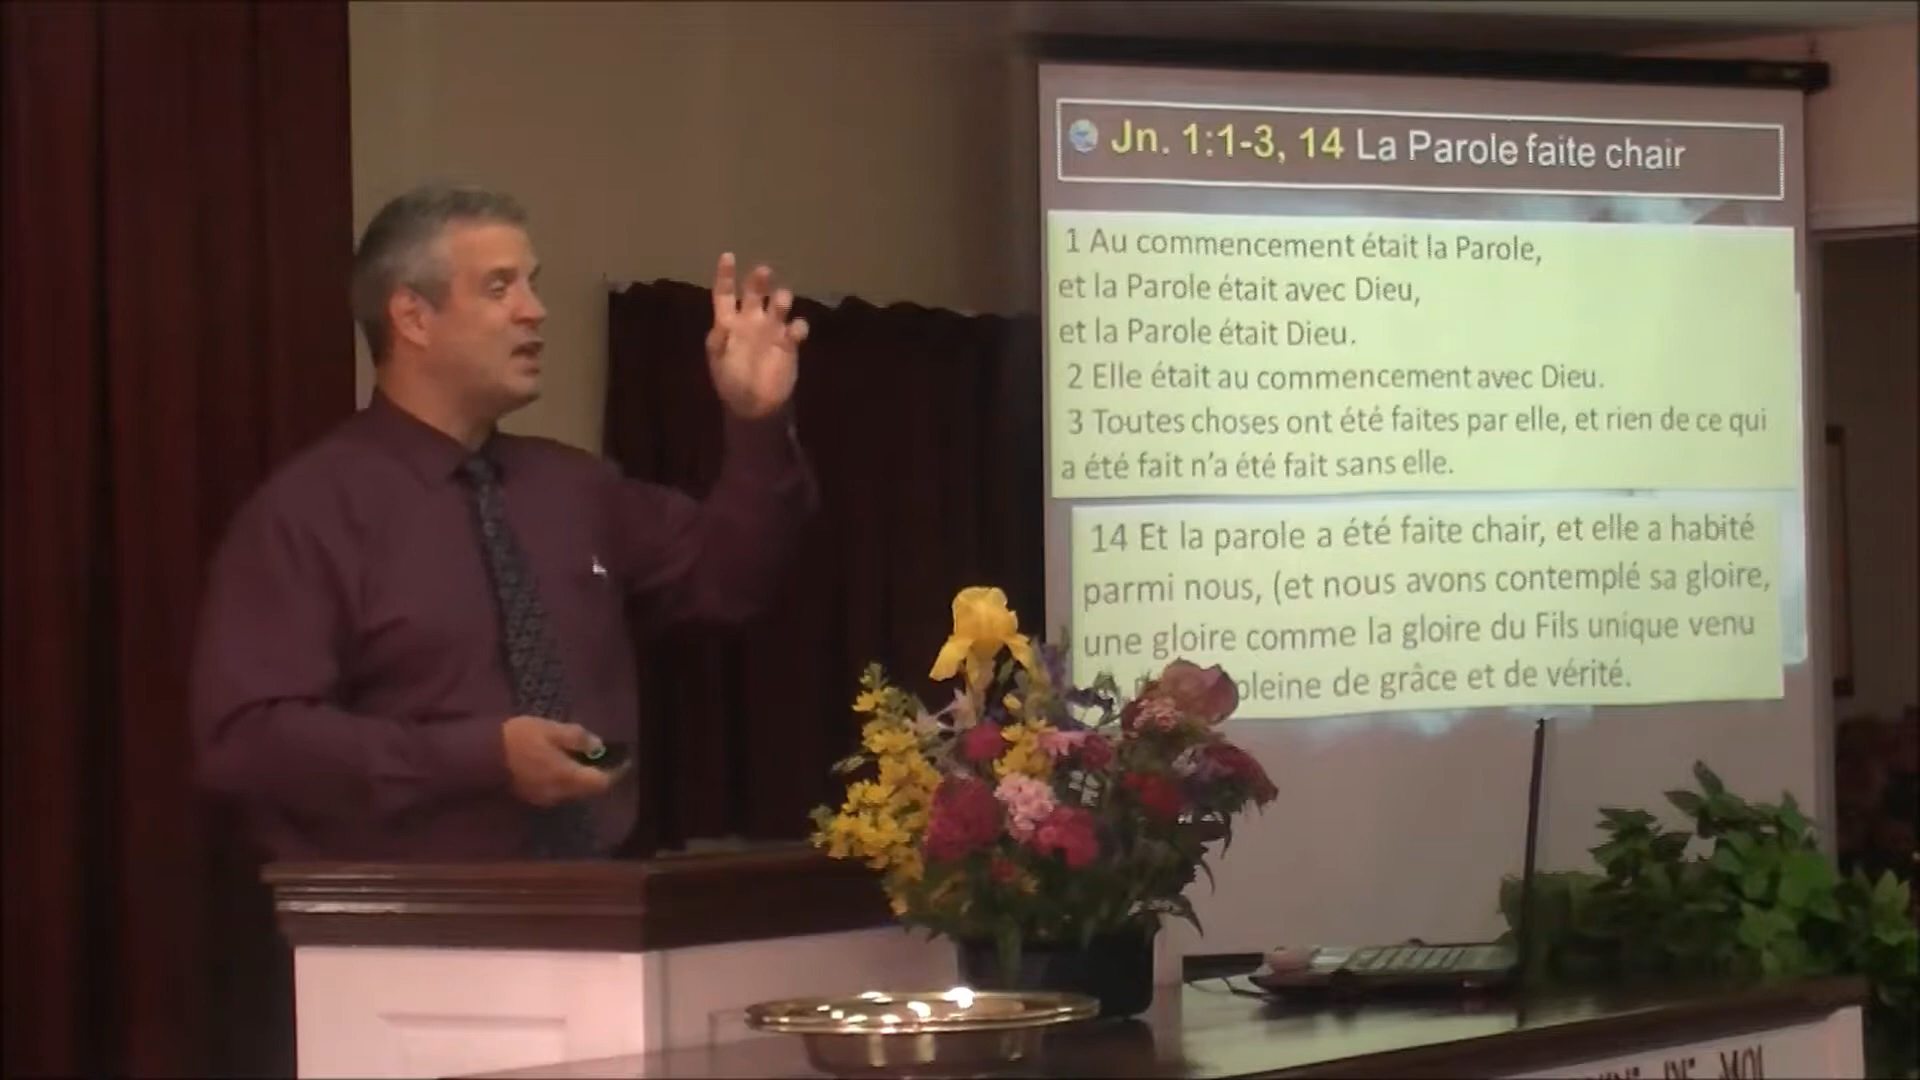 Jn. 1:1-3, 14 La Parole faite chair
1 Au commencement était la Parole,
et la Parole était avec Dieu,
et la Parole était Dieu.
2 Elle était au commencement avec Dieu.
3 Toutes choses ont été faites par elle, et rien de ce qui
a été fait n'a été fait sans elle.
14 Et la parole a été faite chair, et elle a habité
parmi nous, (et nous avons contemplé sa gloire,
une gloire comme la gloire du Fils unique venu
pleine de grâce et de vérité.
DE MOI